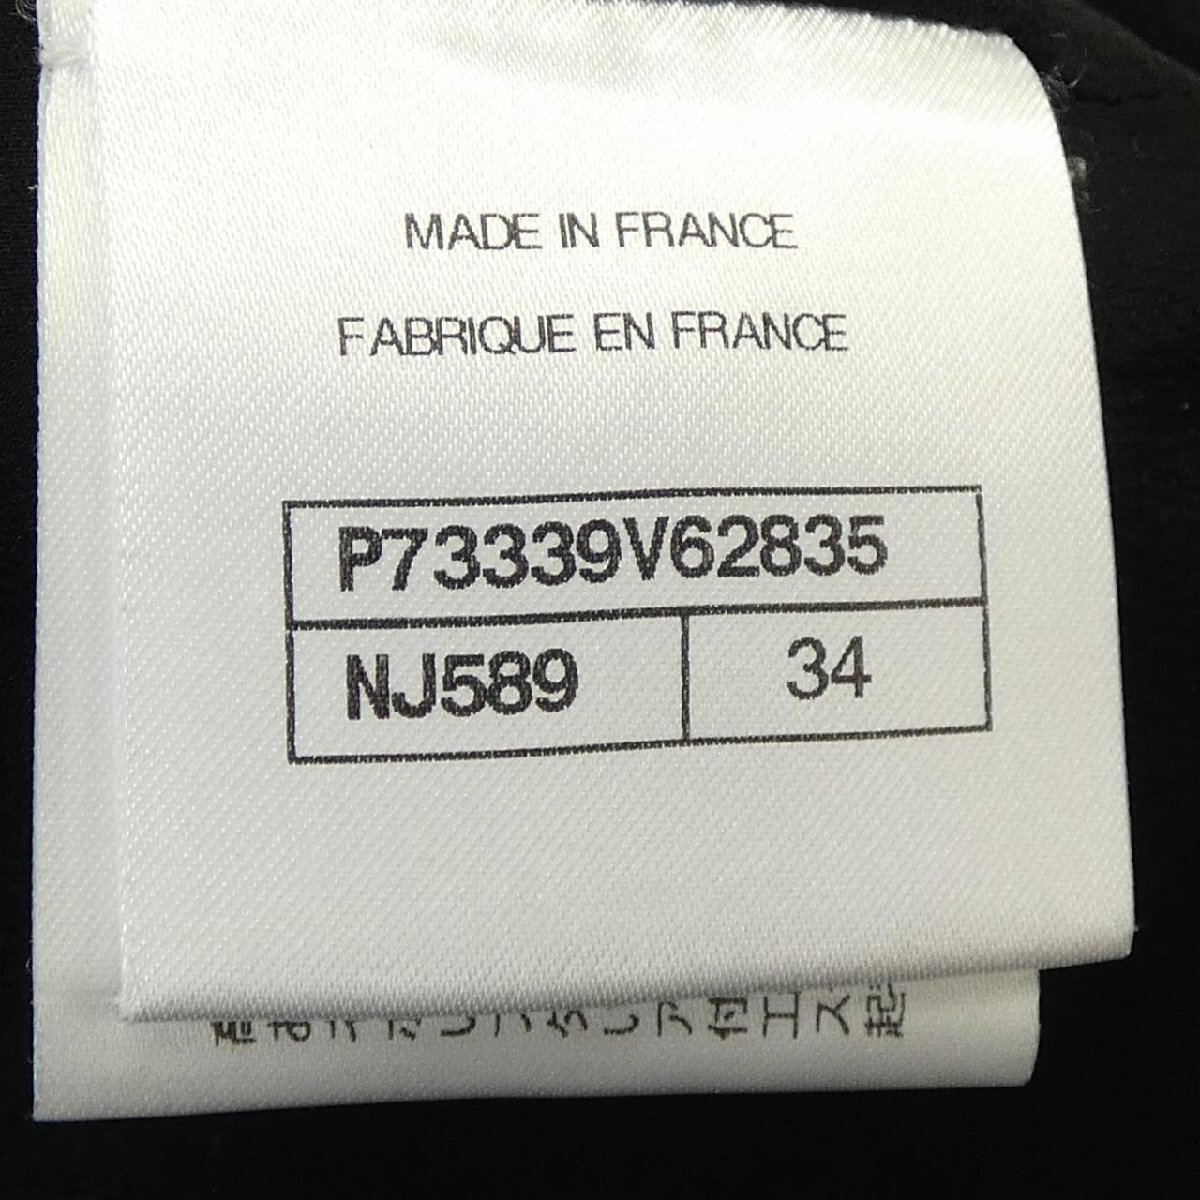 MADE IN FRANCE
FABRIQUE EN FRANCE
P73339V62835
NJ589 34